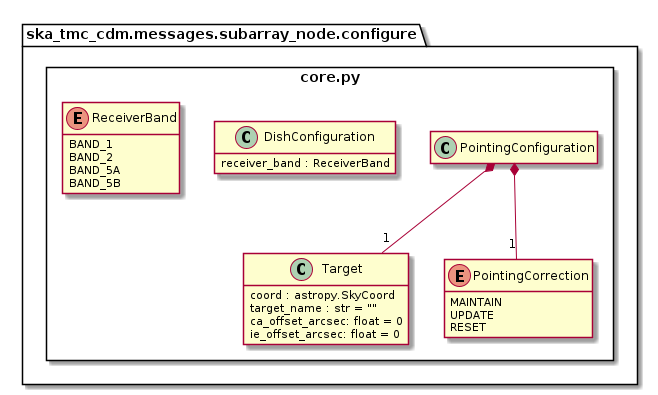 ska_tmc_cdm.messages.subarray_node.configure
core.py
E ReceiverBand
BAND_1
BAND_2
BAND_5A
BAND_5B
C DishConfiguration
receiver_band : ReceiverBand
C PointingConfiguration
1
1
C Target
coord : astropy.SkyCoord
target_name : str = ""
ca_offset_arcsec: float = 0
ie_offset_arcsec: float = 0
E PointingCorrection
MAINTAIN
UPDATE
RESET